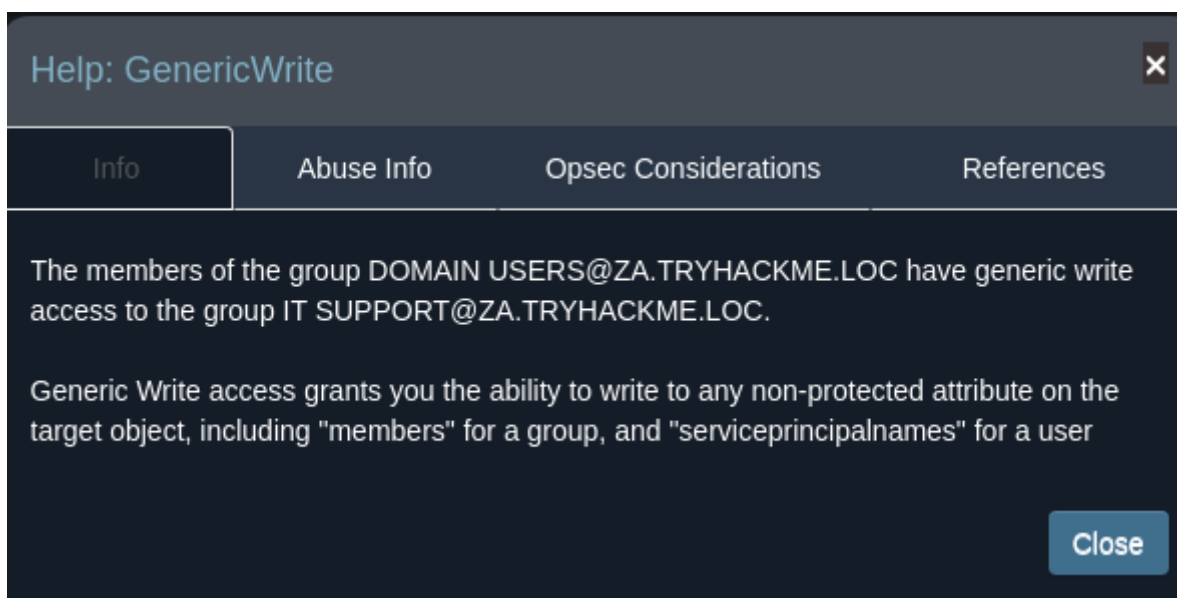 Help: GenericWrite
×
Info
Abuse Info
Opsec Considerations
References
The members of the group DOMAIN USERS@ZA.TRYHACKME.LOC have generic write
access to the group IT SUPPORT@ZA.TRYHACKME.LOC.
Generic Write access grants you the ability to write to any non-protected attribute on the
target object, including "members" for a group, and "serviceprincipalnames" for a user
Close